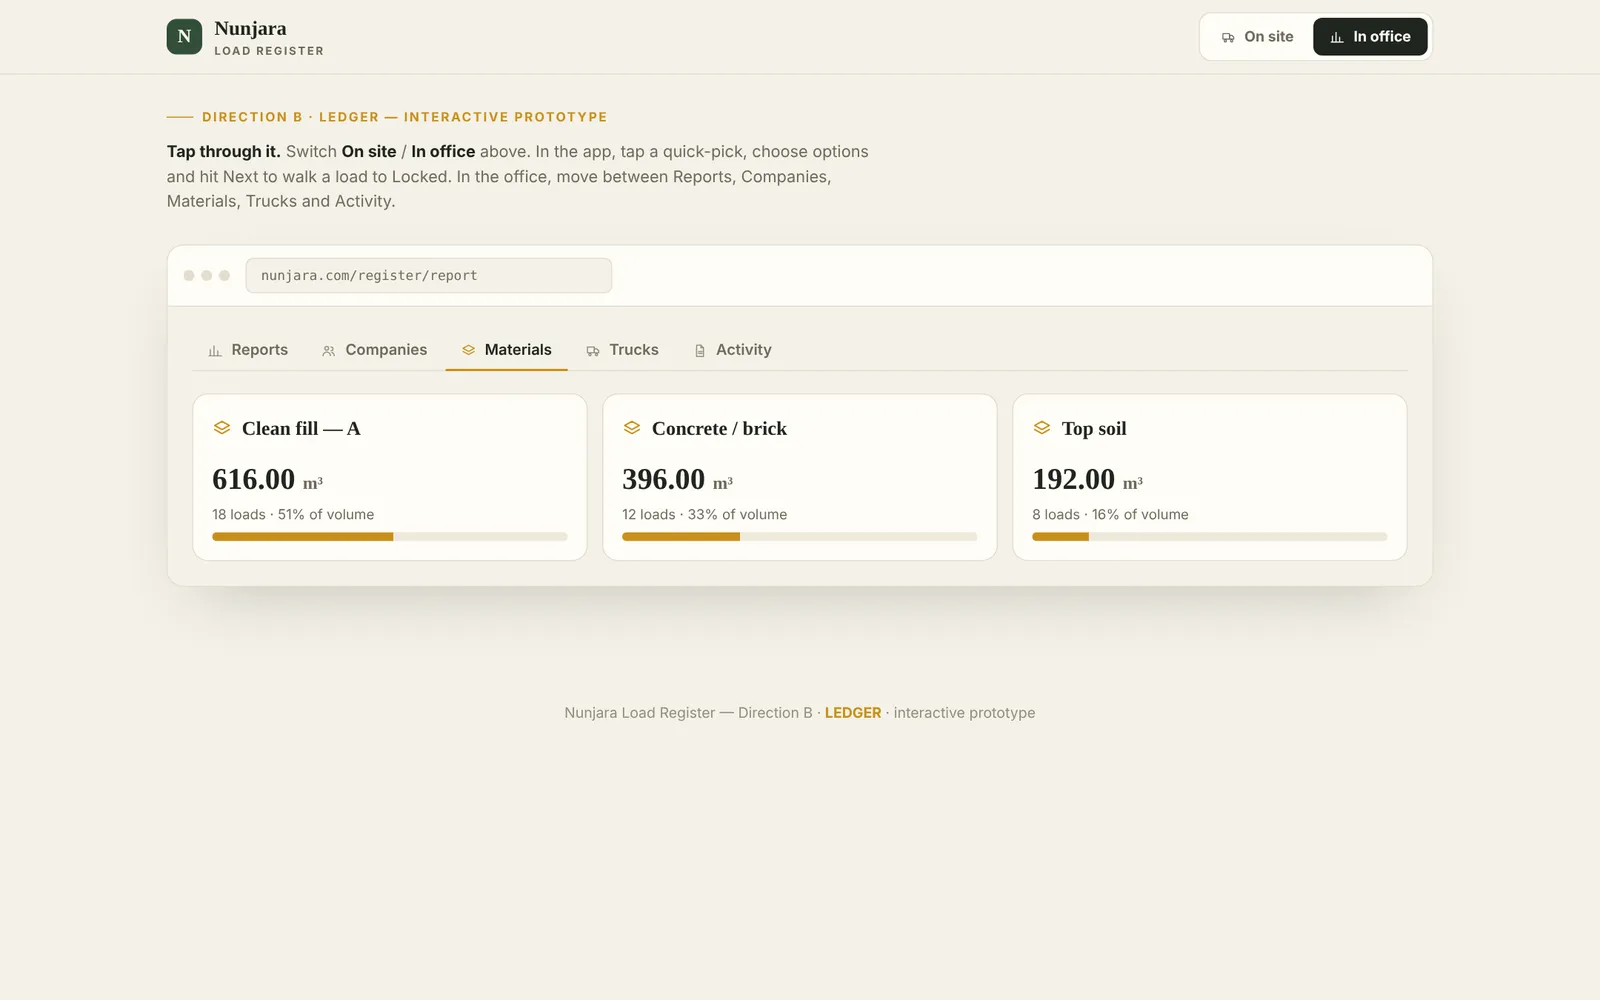 N
Nunjara
LOAD REGISTER
On site
In office
DIRECTION B · LEDGER — INTERACTIVE PROTOTYPE
Tap through it. Switch On site / In office above. In the app, tap a quick-pick, choose options
and hit Next to walk a load to Locked. In the office, move between Reports, Companies,
Materials, Trucks and Activity.
nunjara.com/register/report
Reports
Companies
Materials
Trucks
Activity
Clean fill — A
616.00 m³
18 loads · 51% of volume
Concrete / brick
396.00 m³
12 loads · 33% of volume
Top soil
192.00 m³
8 loads · 16% of volume
Nunjara Load Register — Direction B · LEDGER · interactive prototype